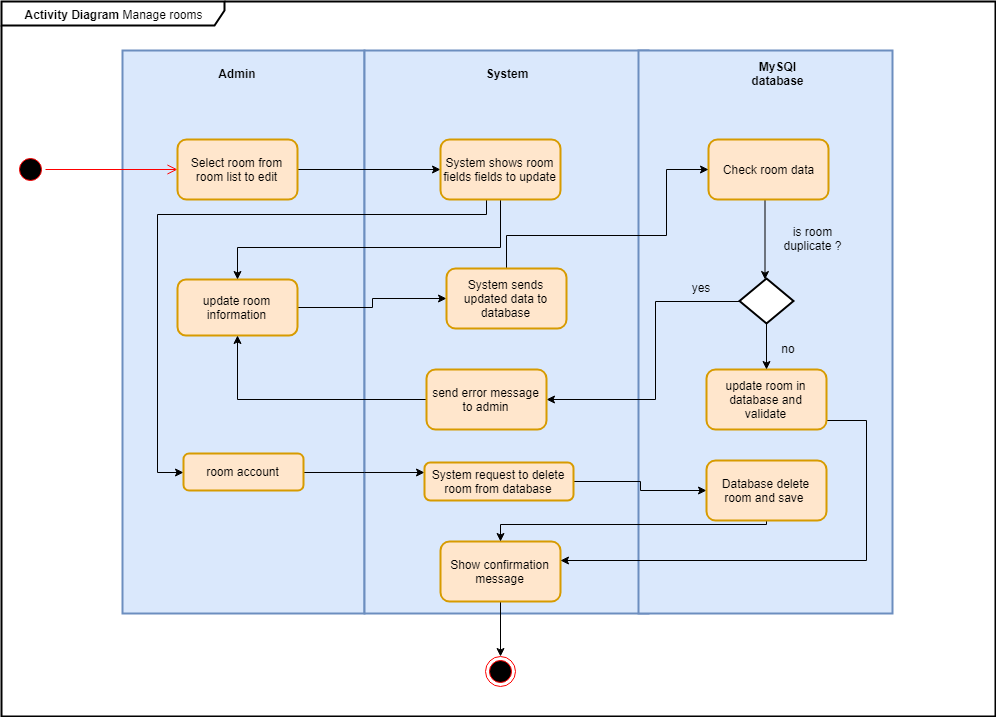 Activity Diagram Manage rooms
Admin
System
MySQl
database
Select room from
room list to edit
System shows room
fields fields to update
Check room data
is room
duplicate ?
update room
information
System sends
updated data to
database
yes
no
send error message
to admin
update room in
database and
validate
room account
System request to delete
room from database
Database delete
room and save
Show confirmation
message